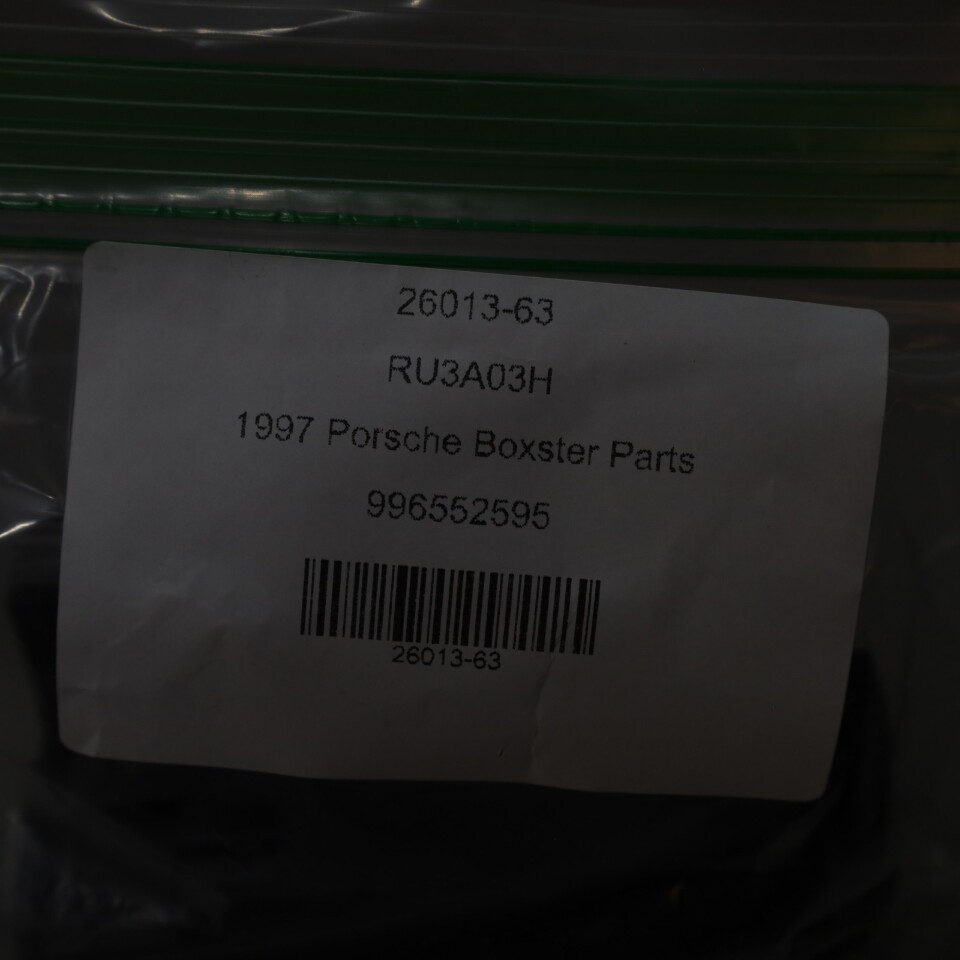 26013-63
RU3A03H
1997 Porsche Boxster Parts
996552595
26013-63